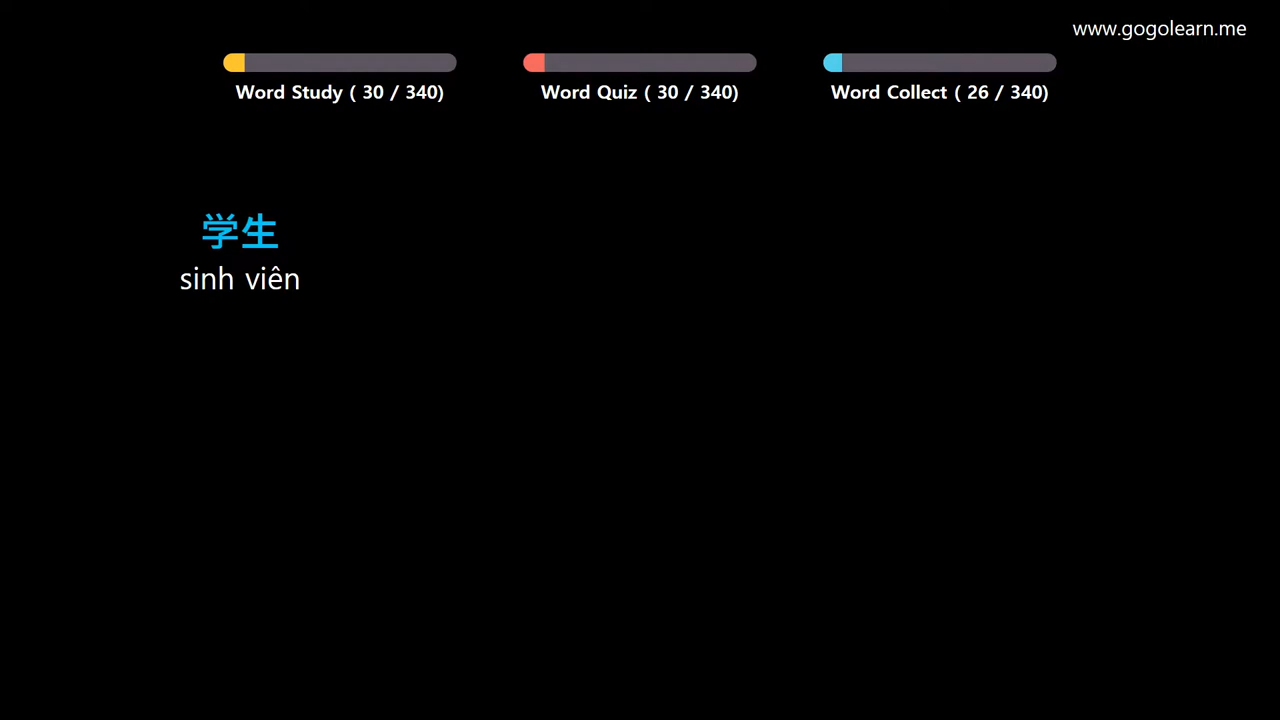 www.gogolearn.me
Word Study ( 30 / 340)
Word Quiz ( 30 / 340)
Word Collect ( 26 / 340)
学生
sinh viên